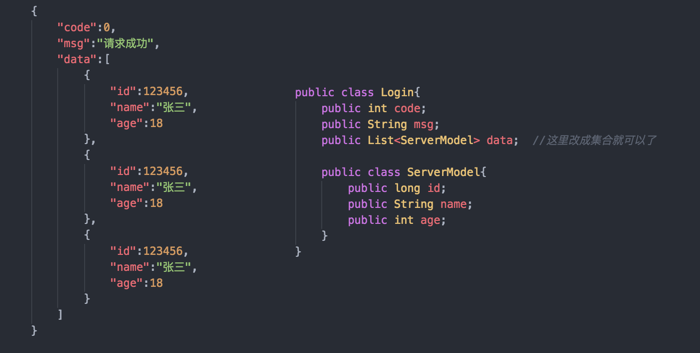 {
"code":0,
"msg":"请求成功",
"data":[
{
"id":123456,
"name":"张三",
"age":18
},
{
"id":123456,
"name":"张三",
"age":18
},
{
"id":123456,
"name":"张三",
"age":18
}
]
}
public class Login{
public int code;
public String msg;
public List<ServerModel> data;  //这里改成集合就可以了
public class ServerModel{
public long id;
public String name;
public int age;
}
}